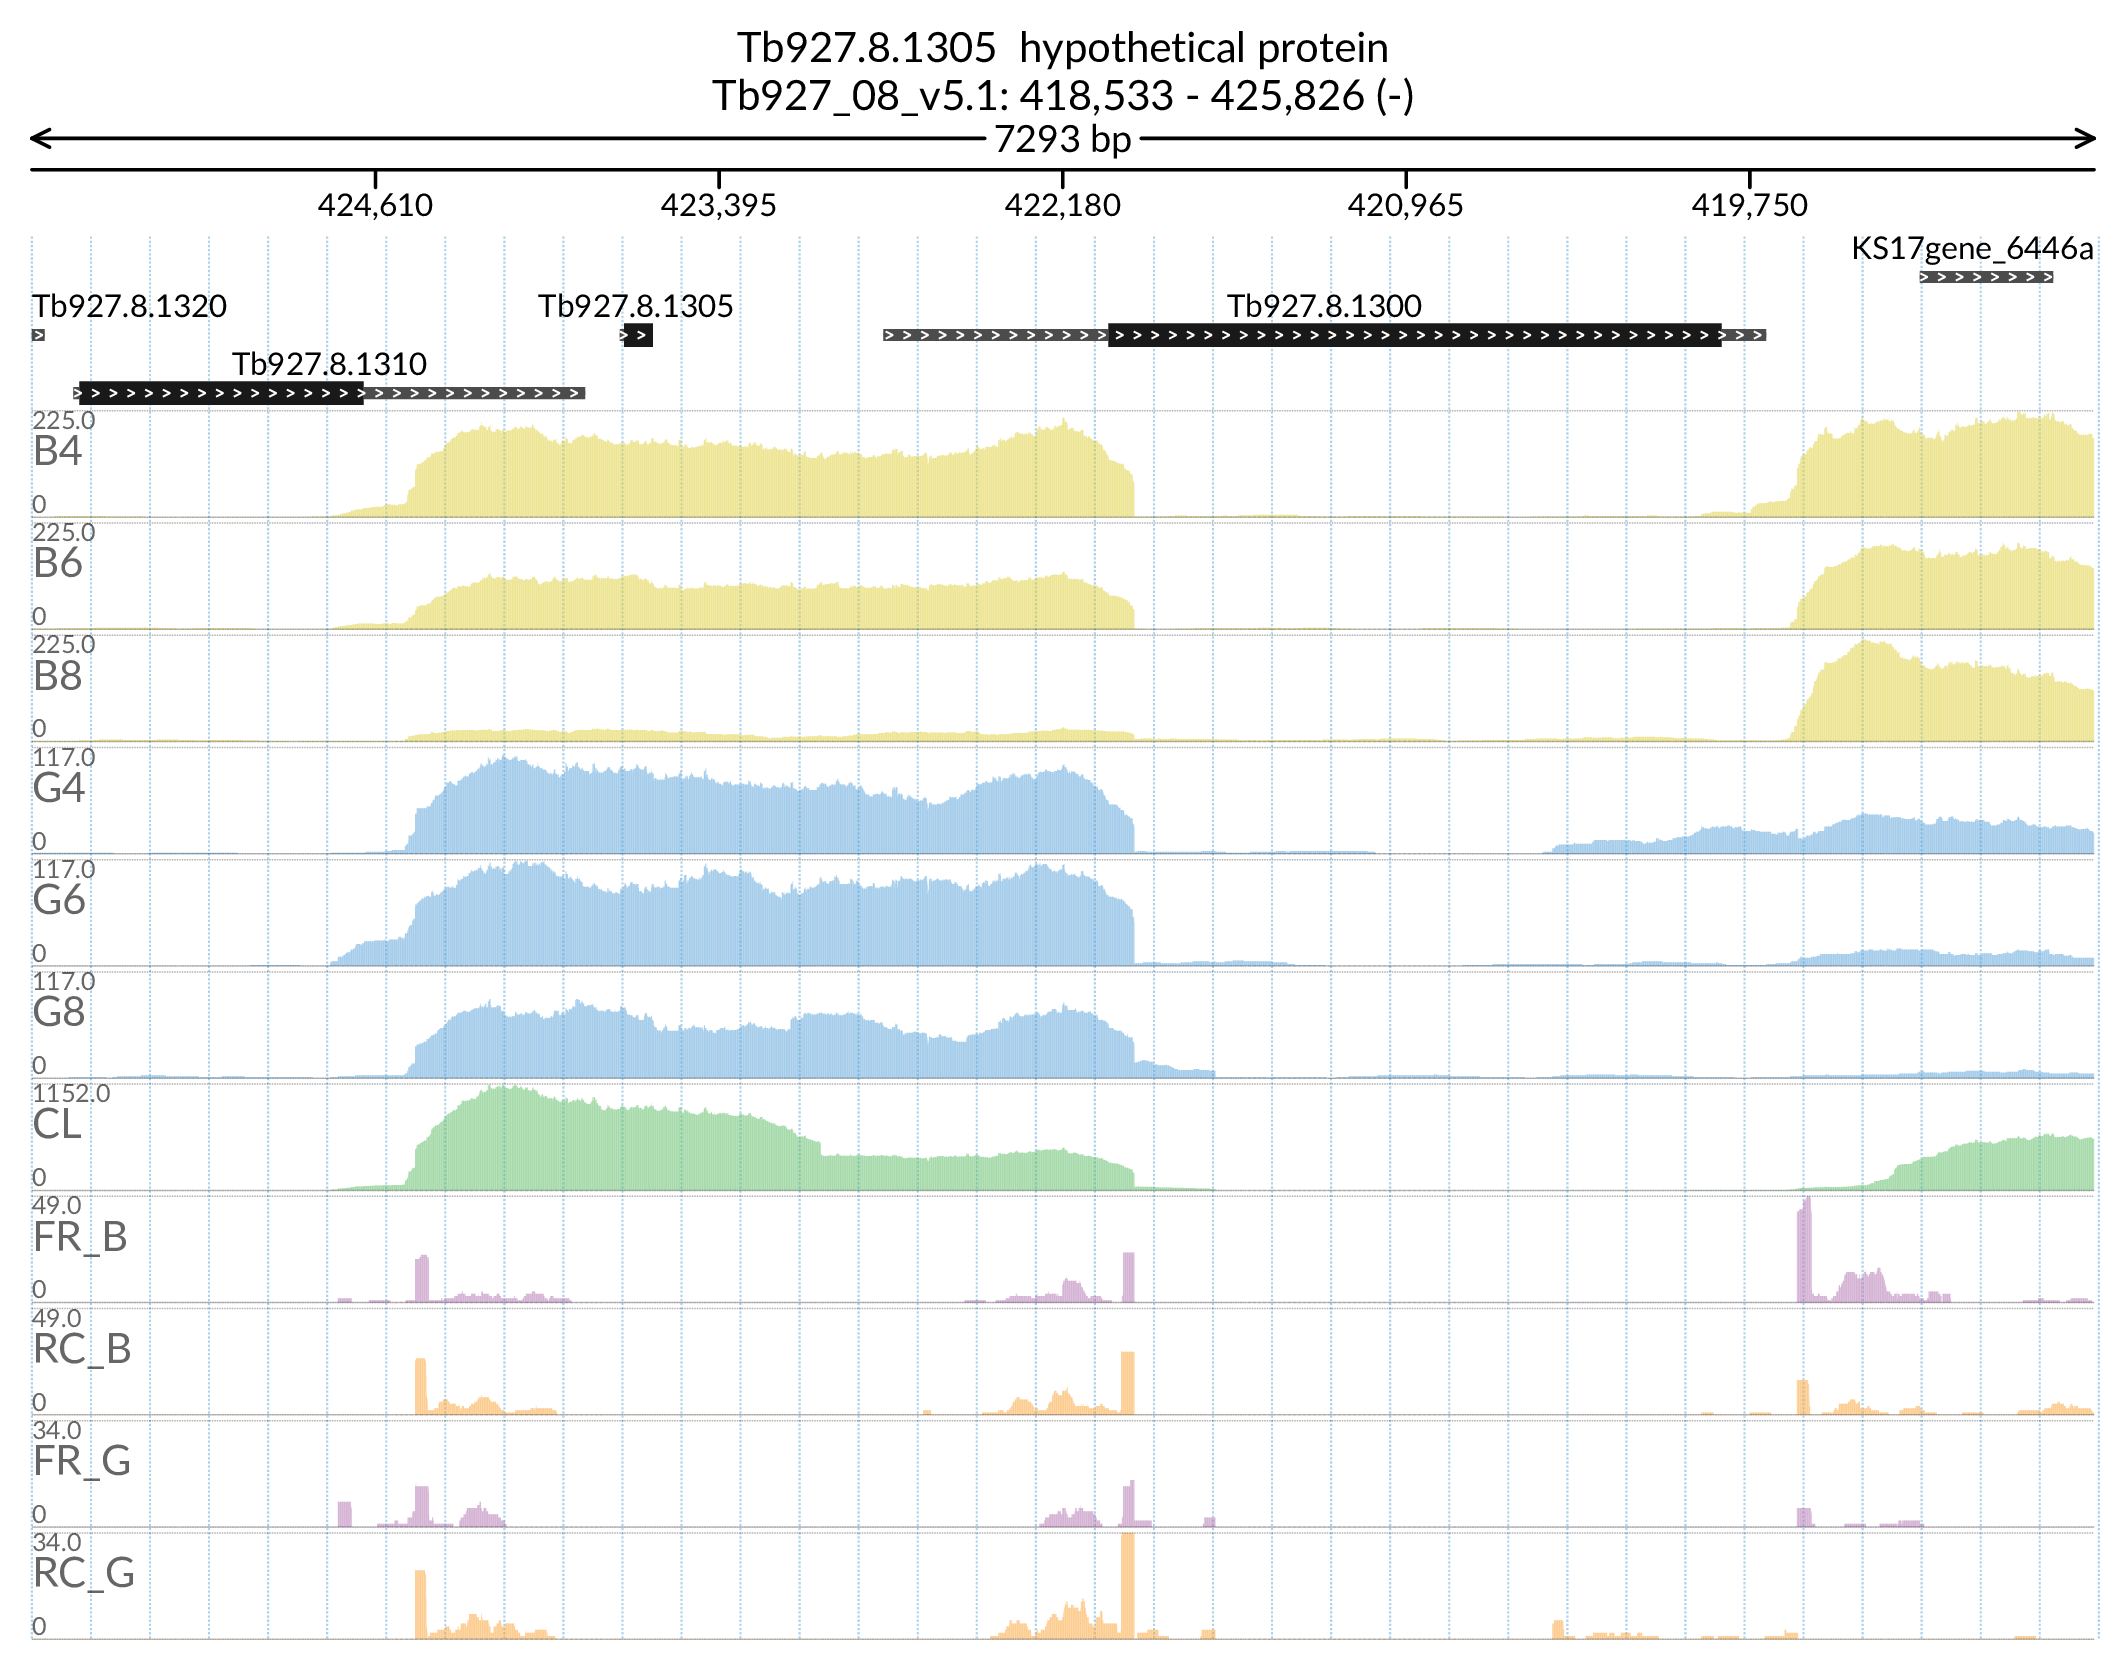 Tb927.8.1305  hypothetical protein
Tb927_08_v5.1: 418,533 - 425,826 (-)
7293 bp
424,610 423,395 422,180 420,965 419,750
KS17gene_6446a
Tb927.8.1320 Tb927.8.1305 Tb927.8.1300
Tb927.8.1310
225.0
B4
0
225.0
B6
0
225.0
B8
0
117.0
G4
0
117.0
G6
0
117.0
G8
0
1152.0
CL
0
49.0
FR_B
0
49.0
RC_B
0
34.0
FR_G
0
34.0
RC_G
0